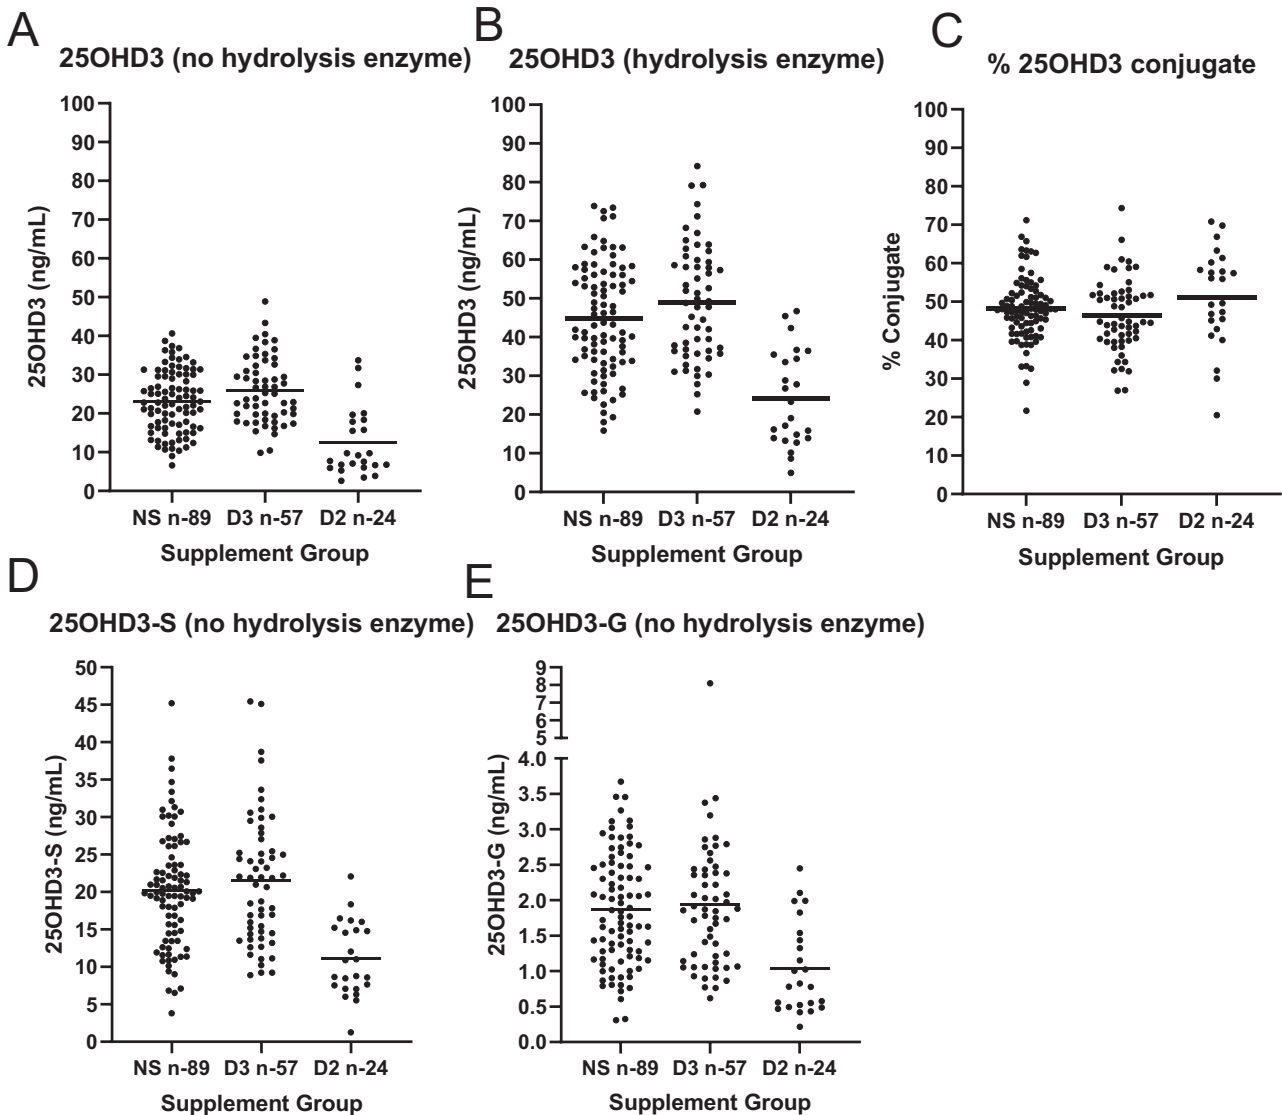 A
25OHD3 (no hydrolysis enzyme)
100
90
80
70
60
50
40
30
20
10
0
25OHD3 (ng/mL)
NS n-89 D3 n-57 D2 n-24
Supplement Group
B
25OHD3 (hydrolysis enzyme)
100
90
80
70
60
50
40
30
20
10
0
25OHD3 (ng/mL)
NS n-89 D3 n-57 D2 n-24
Supplement Group
C
% 25OHD3 conjugate
100
90
80
70
60
50
40
30
20
10
0
% Conjugate
NS n-89 D3 n-57 D2 n-24
Supplement Group
D
25OHD3-S (no hydrolysis enzyme)
50
45
40
35
30
25
20
15
10
5
0
25OHD3-S (ng/mL)
NS n-89 D3 n-57 D2 n-24
Supplement Group
E
25OHD3-G (no hydrolysis enzyme)
9
8
7
6
5
4.0
3.5
3.0
2.5
2.0
1.5
1.0
0.5
0.0
25OHD3-G (ng/mL)
NS n-89 D3 n-57 D2 n-24
Supplement Group